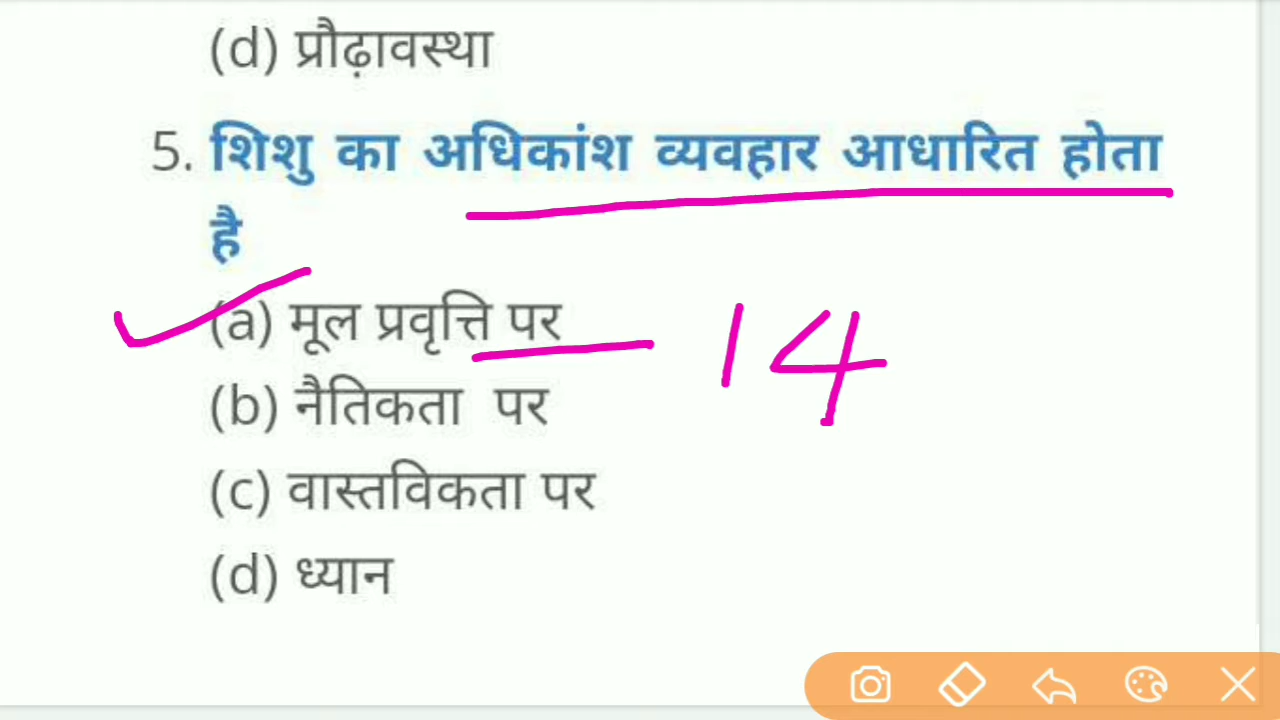 (d) प्रौढ़ावस्था
5. शिशु का अधिकांश व्यवहार आधारित होता
है
(a) मूल प्रवृत्ति पर
14
(b) नैतिकता पर
(c) वास्तविकता पर
(d) ध्यान